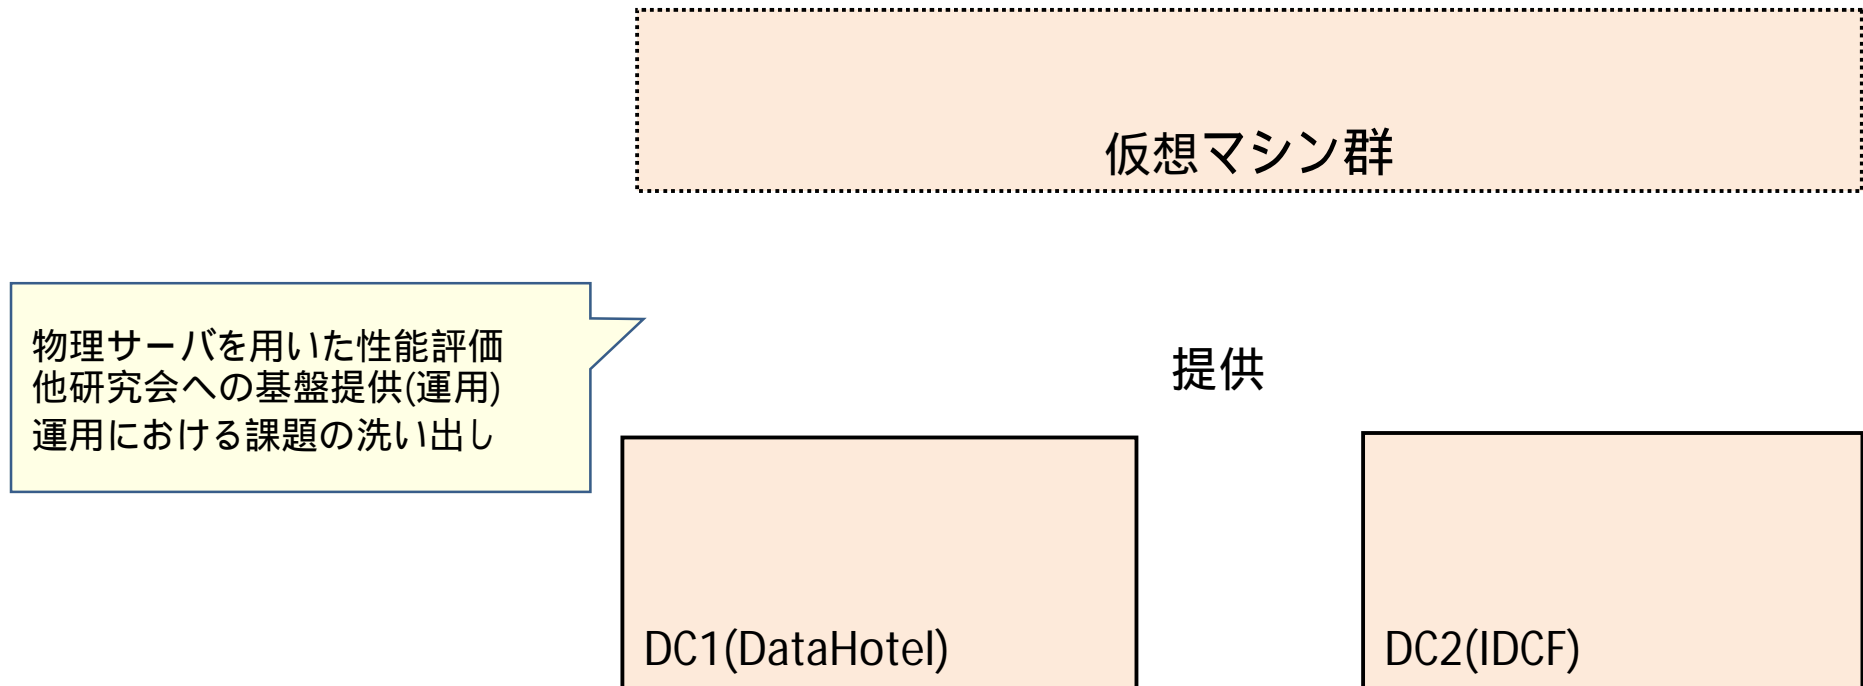 仮想マシン群
物理サーバを用いた性能評価
他研究会への基盤提供(運用)
運用における課題の洗い出し
提供
DC1(DataHotel)
DC2(IDCF)